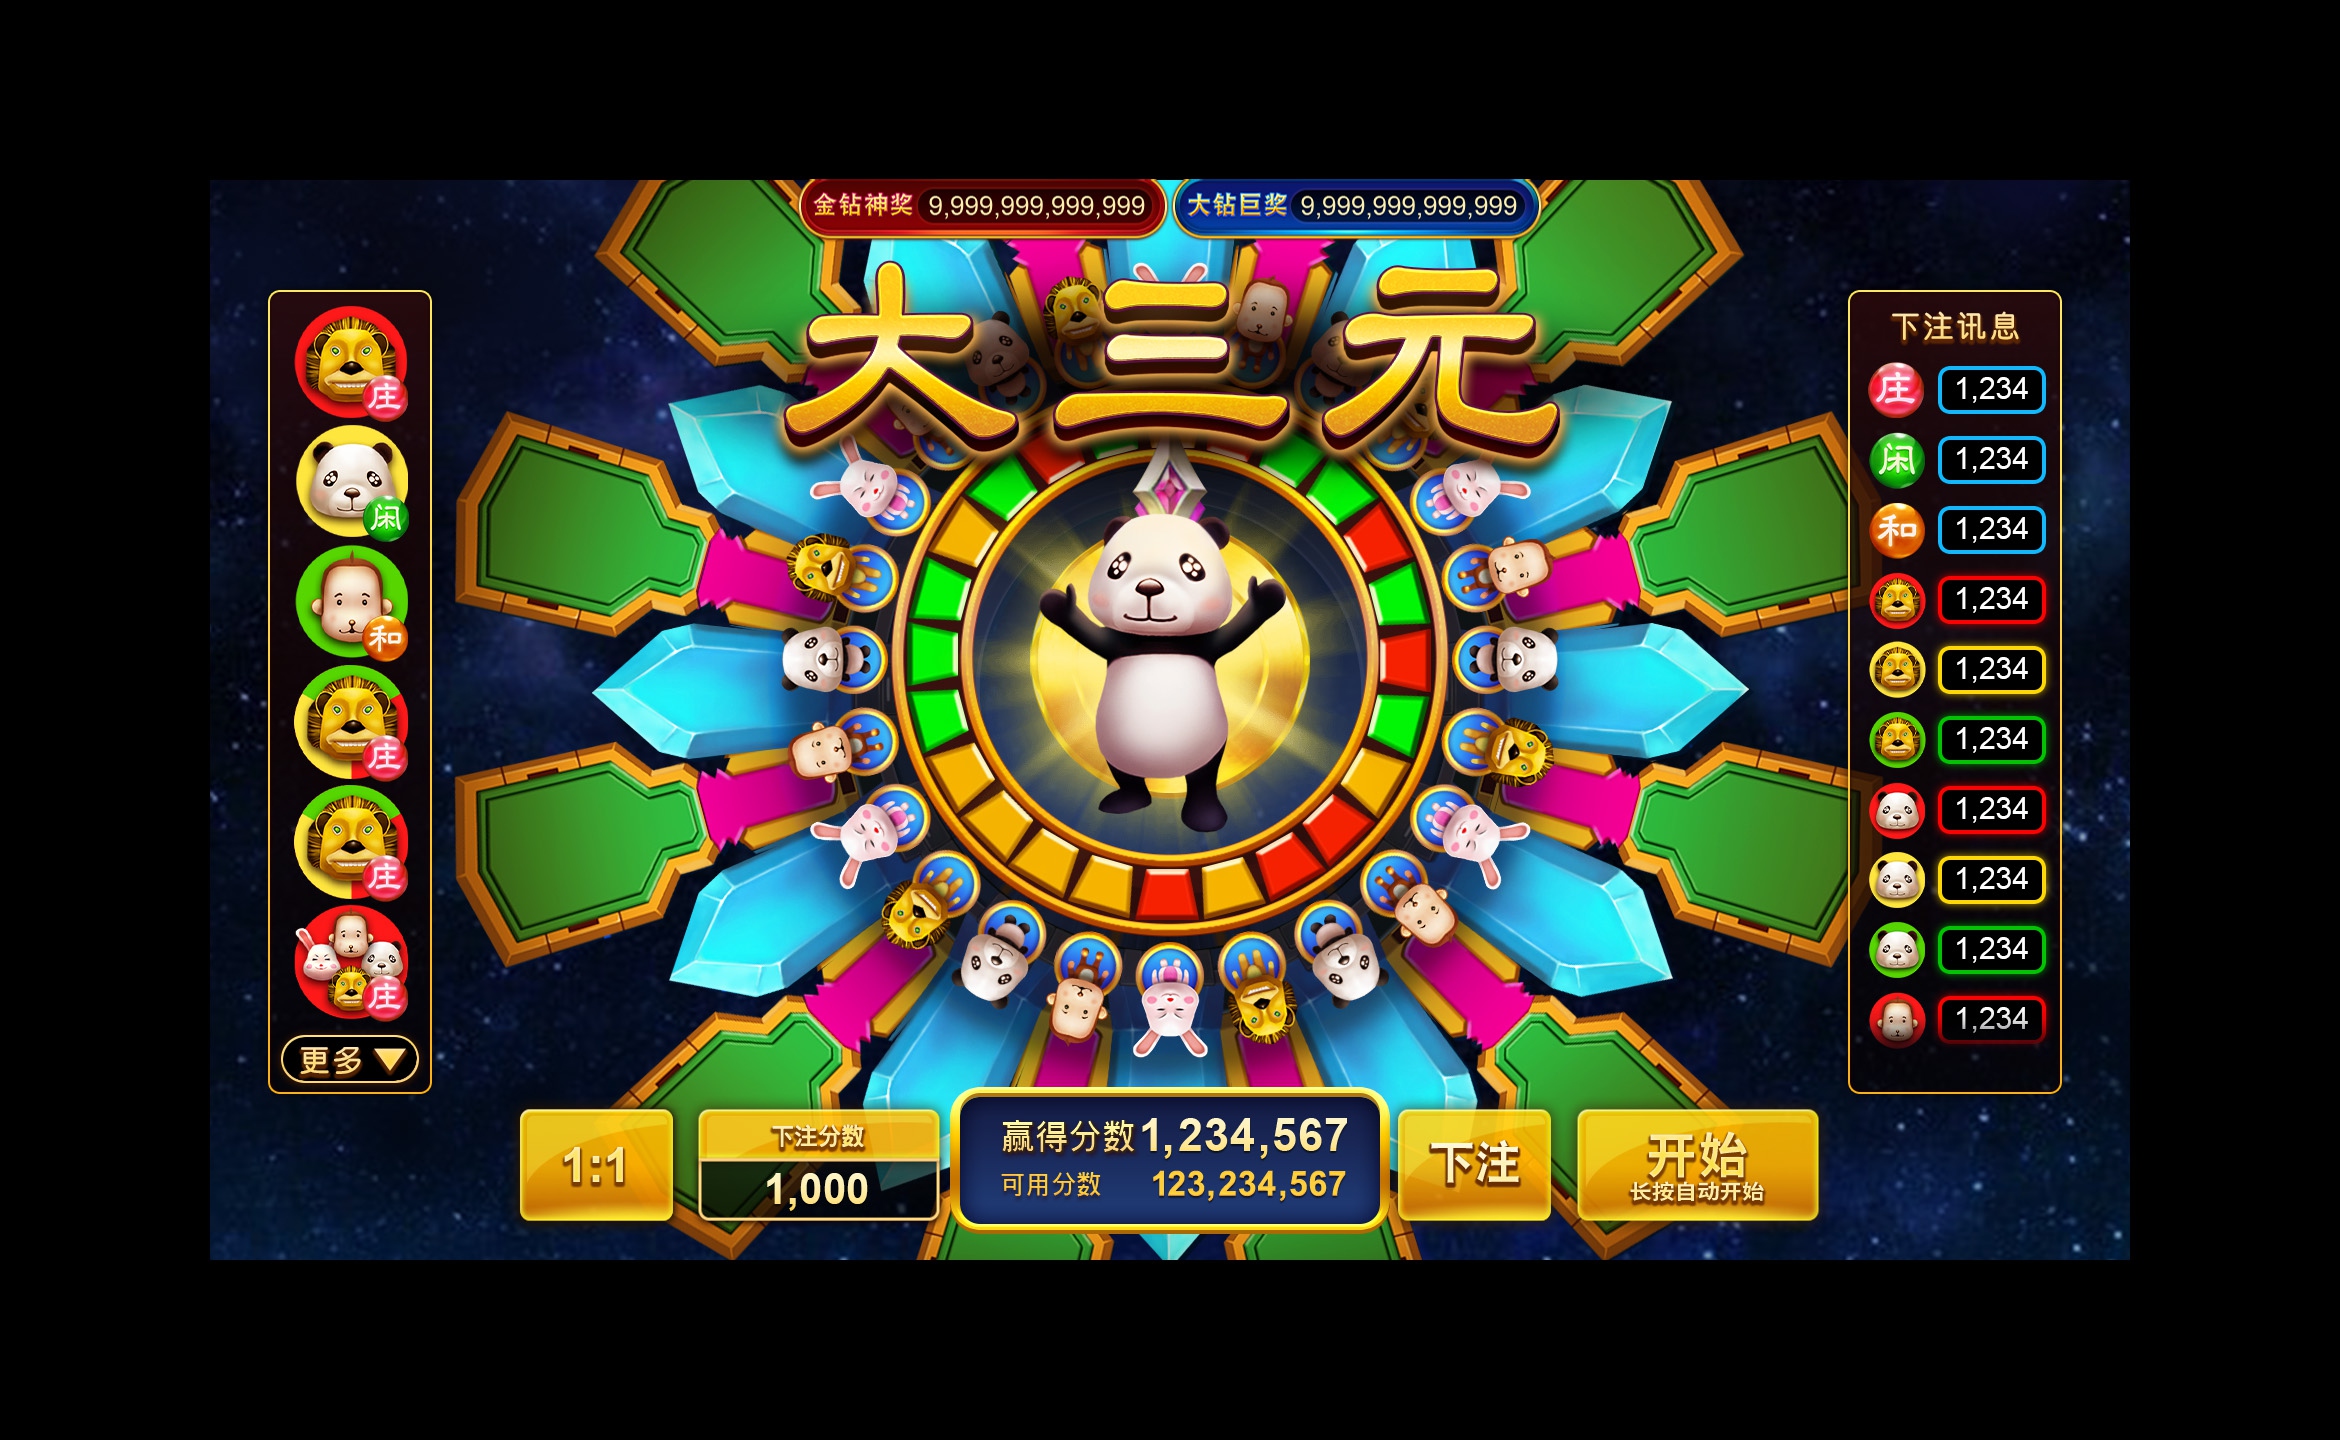 金钻神奖 9,999,999,999,999
大钻巨奖 9,999,999,999,999
大三元
庄
闲
和
庄
庄
庄
更多
下注讯息
庄 1,234
闲 1,234
和 1,234
1,234
1,234
1,234
1,234
1,234
1,234
1,234
1:1
下注分数
1,000
赢得分数 1,234,567
可用分数 123,234,567
下注
开始
长按自动开始